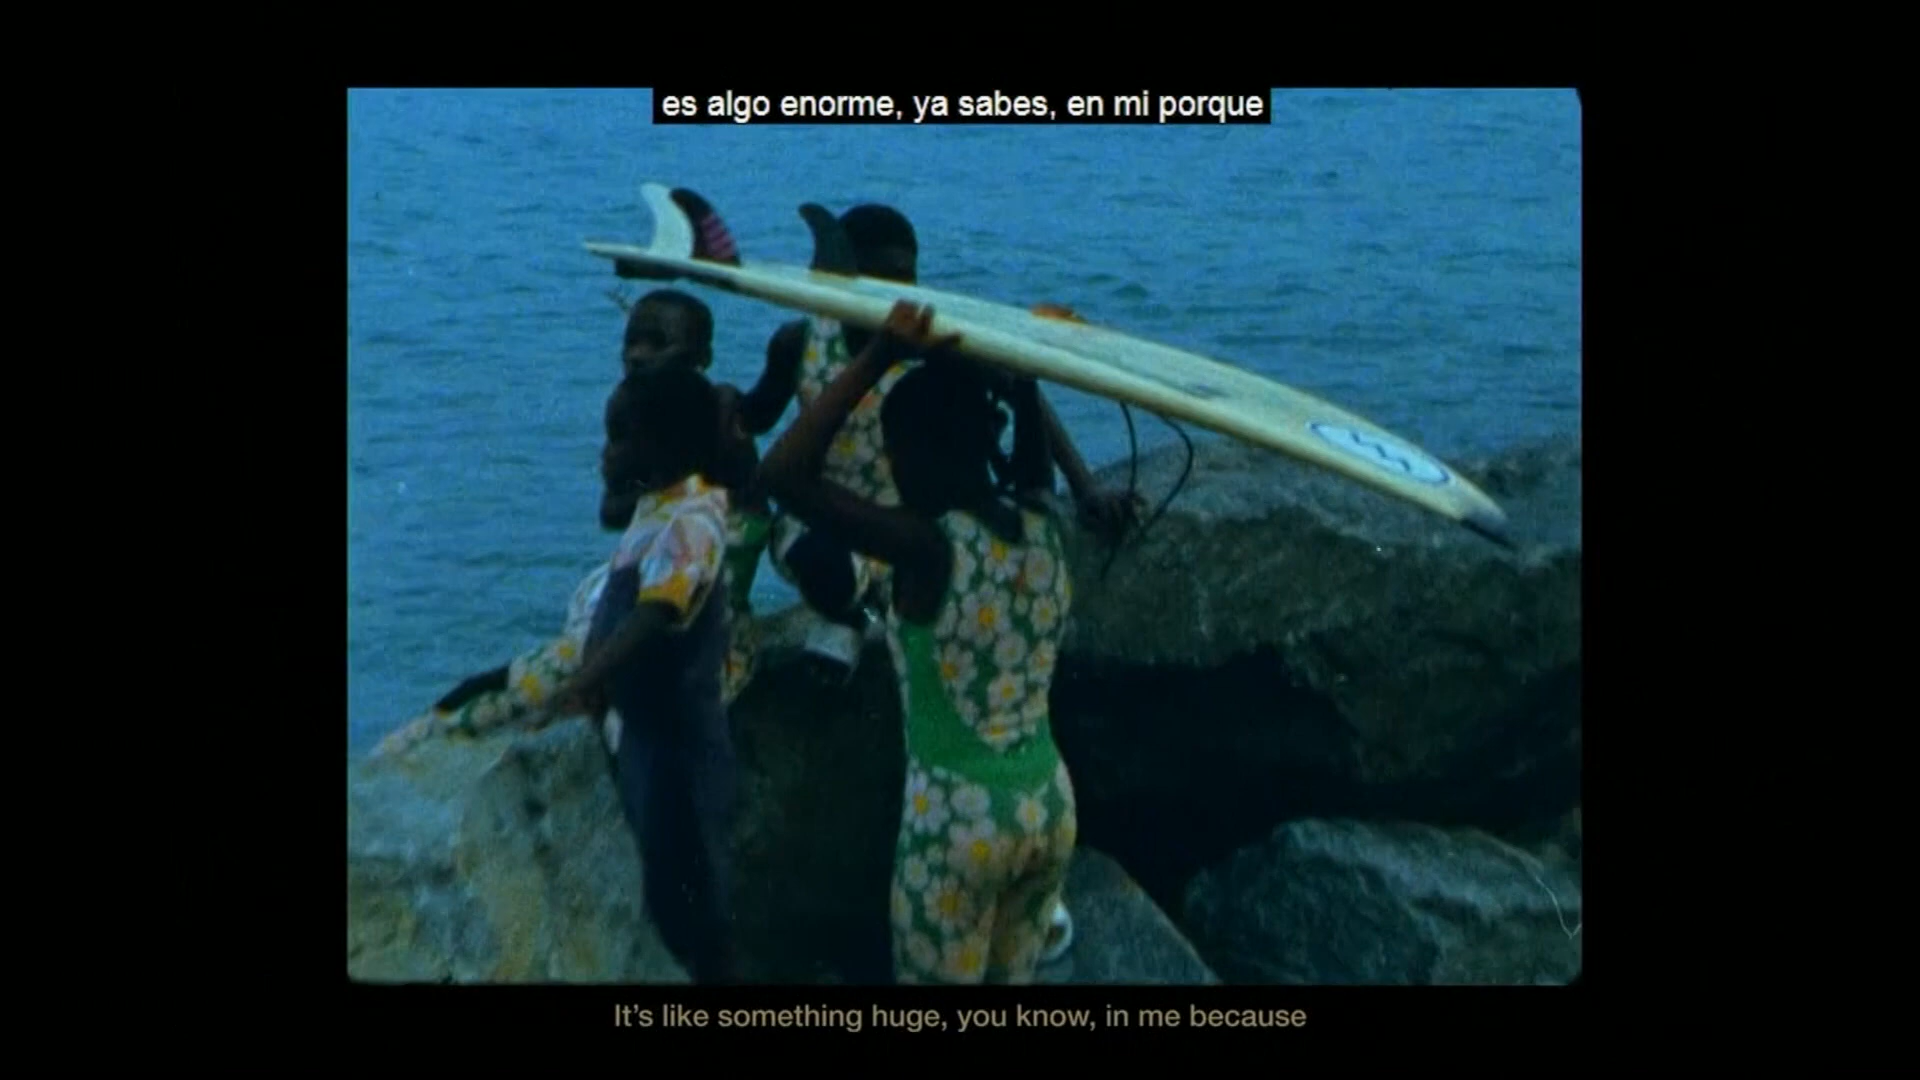 es algo enorme, ya sabes, en mi porque
It's like something huge, you know, in me because